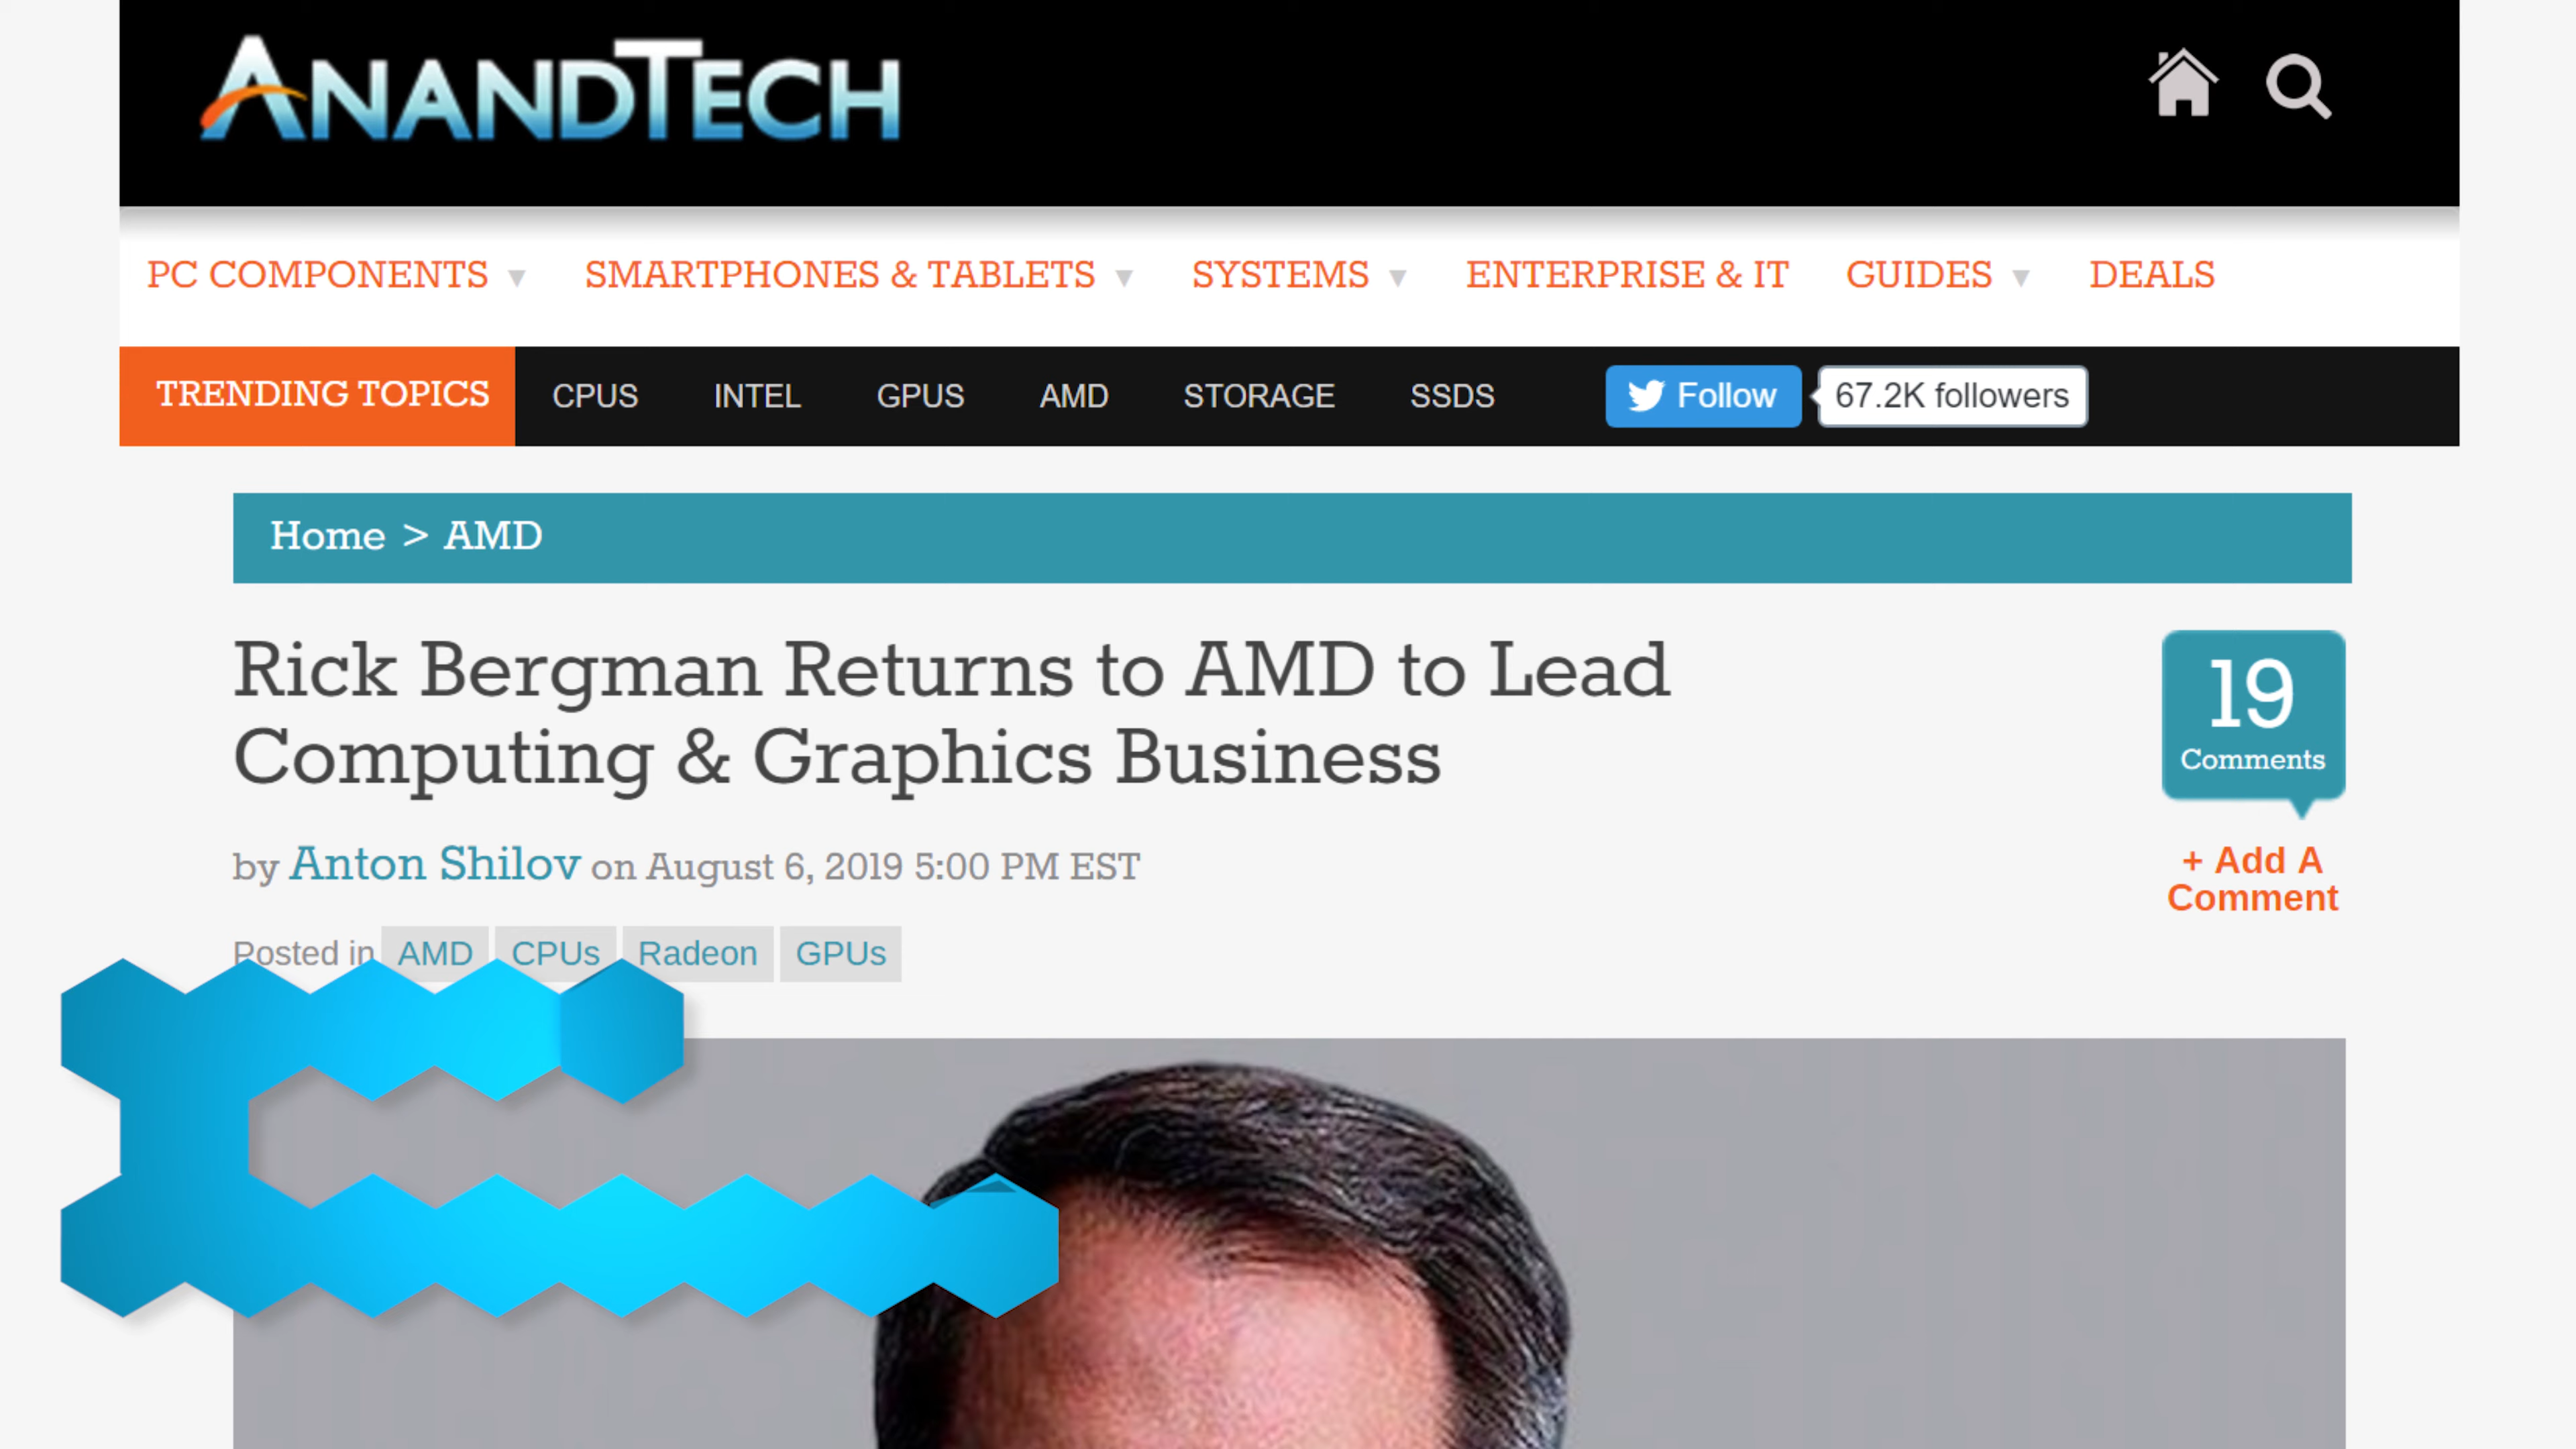 ANANDTECH
PC COMPONENTS SMARTPHONES & TABLETS SYSTEMS ENTERPRISE & IT GUIDES DEALS
TRENDING TOPICS CPUS INTEL GPUS AMD STORAGE SSDS Follow 67.2K followers
Home > AMD
Rick Bergman Returns to AMD to Lead
Computing & Graphics Business
19
Comments
by Anton Shilov on August 6, 2019 5:00 PM EST
+ Add A
Comment
Posted in AMD CPUs Radeon GPUs